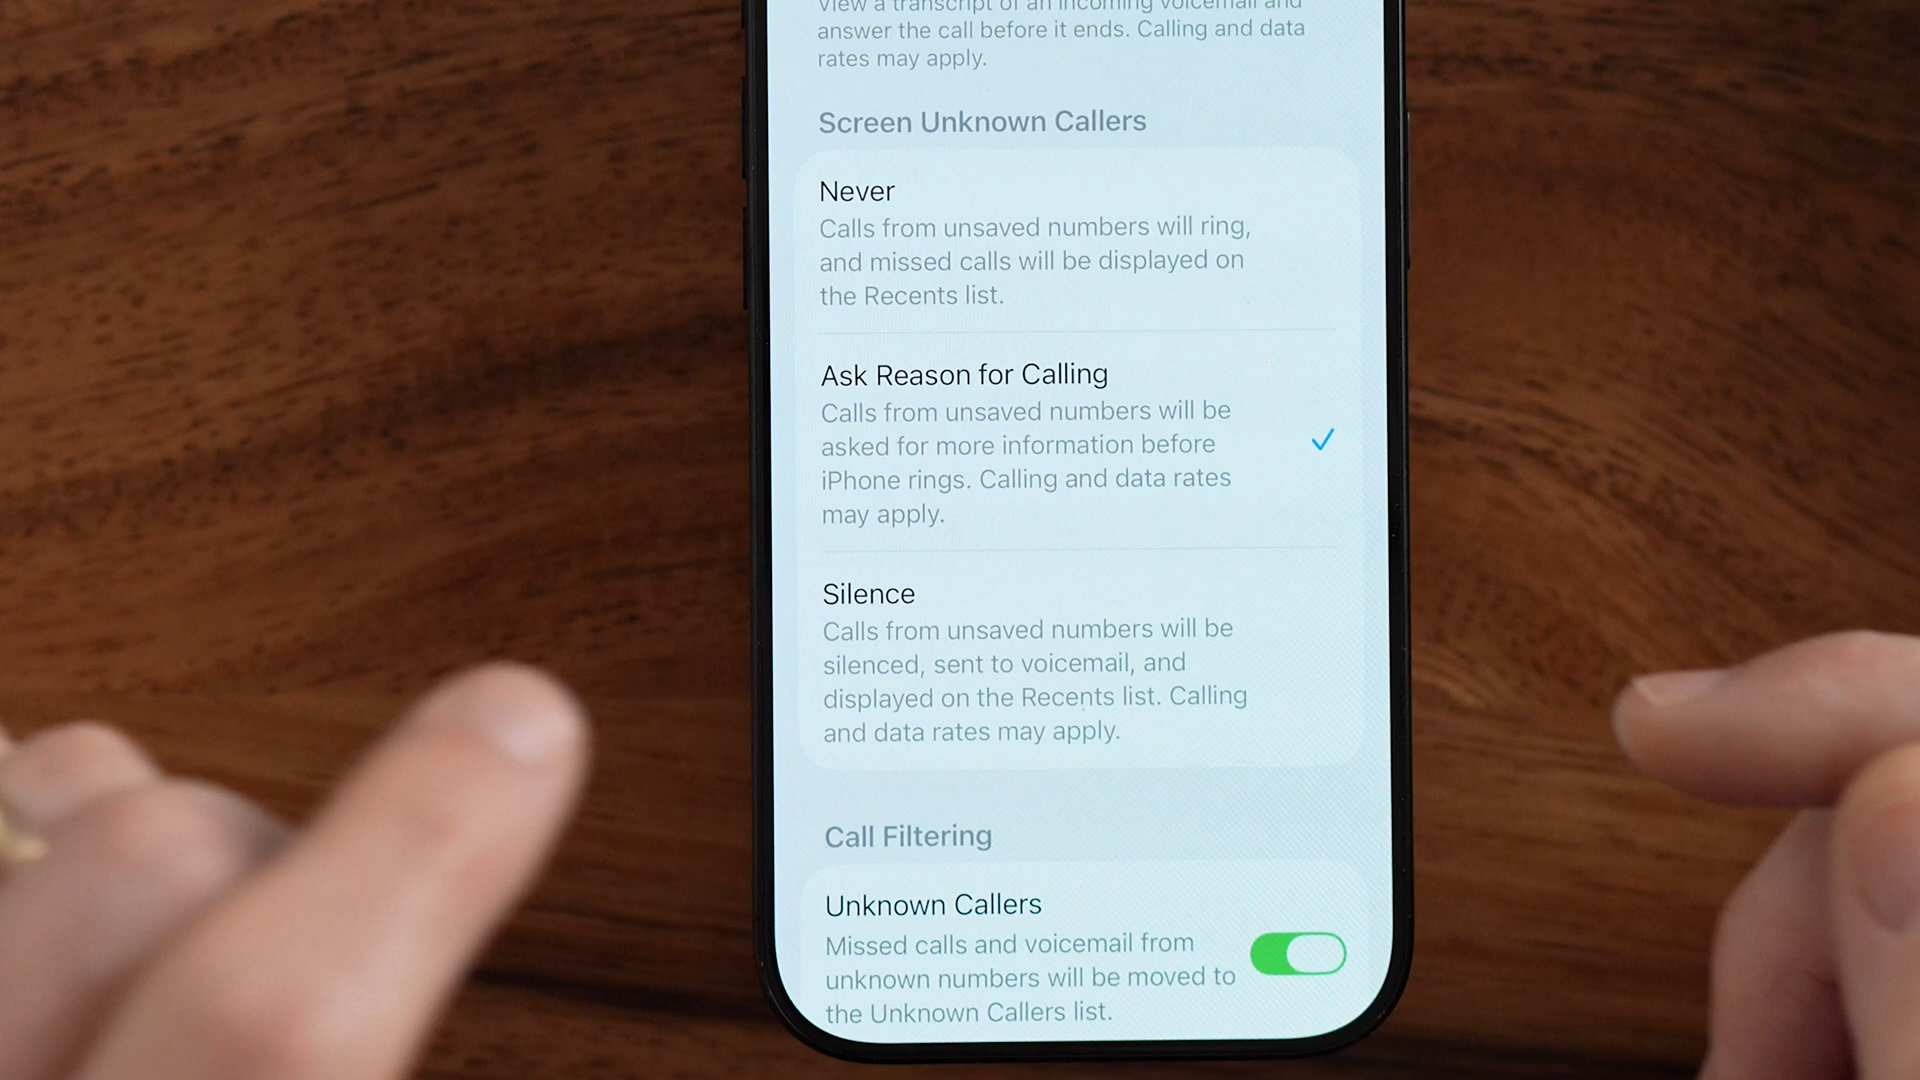 View a transcript of an incoming voicemail and
answer the call before it ends. Calling and data
rates may apply.
Screen Unknown Callers
Never
Calls from unsaved numbers will ring,
and missed calls will be displayed on
the Recents list.
Ask Reason for Calling
Calls from unsaved numbers will be
asked for more information before
iPhone rings. Calling and data rates
may apply.
Silence
Calls from unsaved numbers will be
silenced, sent to voicemail, and
displayed on the Recents list. Calling
and data rates may apply.
Call Filtering
Unknown Callers
Missed calls and voicemail from
unknown numbers will be moved to
the Unknown Callers list.